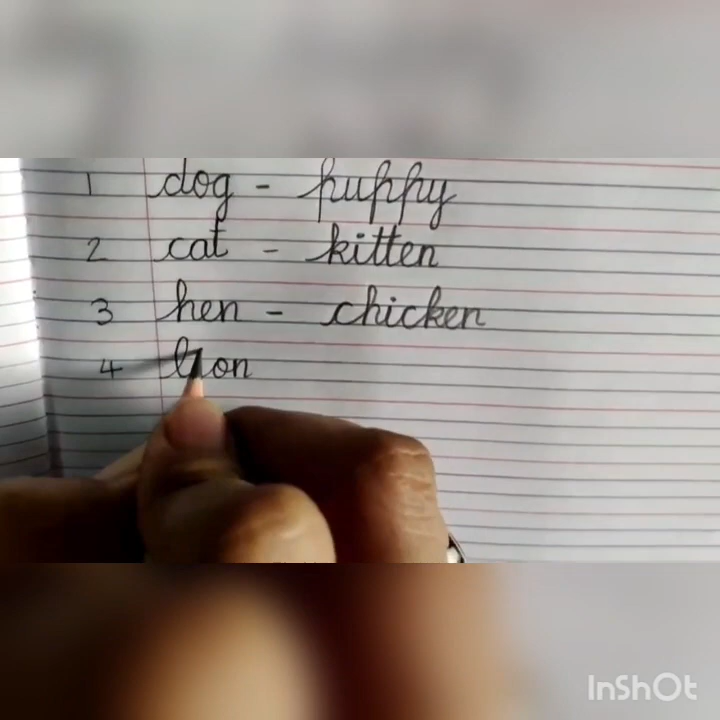 1 dog - puppy
2 cat - kitten
3 hen - chicken
4 lion
InShOt